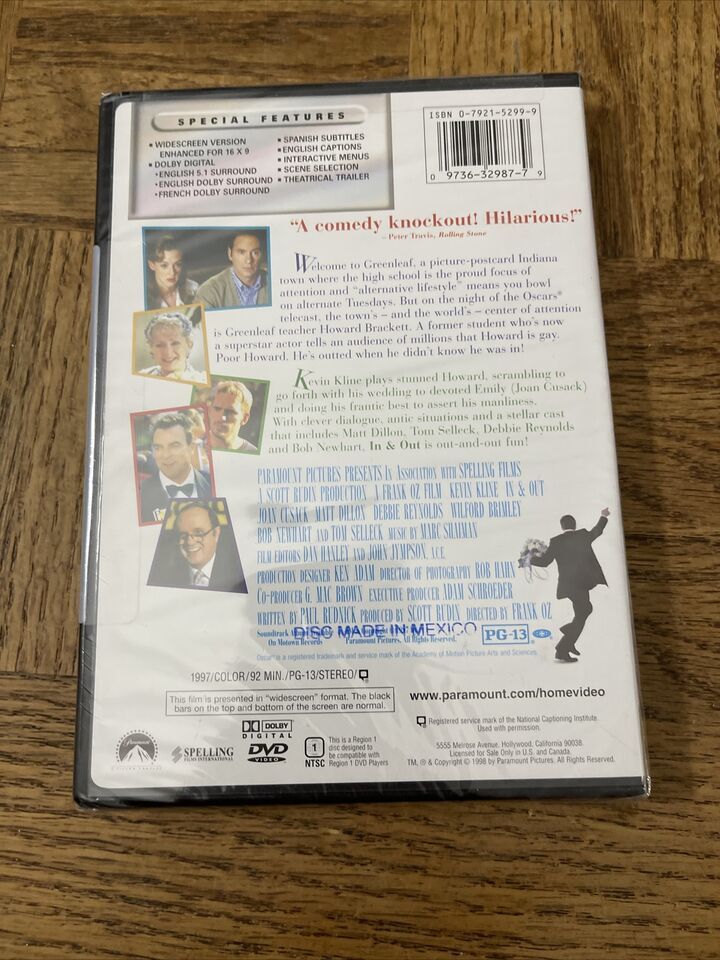 SPECIAL FEATURES
▪ WIDESCREEN VERSION
ENHANCED FOR 16 X 9
▪ DOLBY DIGITAL
•ENGLISH 5.1 SURROUND
•ENGLISH DOLBY SURROUND
•FRENCH DOLBY SURROUND
▪ SPANISH SUBTITLES
▪ ENGLISH CAPTIONS
▪ INTERACTIVE MENUS
▪ SCENE SELECTION
▪ THEATRICAL TRAILER
ISBN 0-7921-5299-9
0 9736-32987-7 9
"A comedy knockout! Hilarious!"
– Peter Travis, Rolling Stone
Welcome to Greenleaf, a picture-postcard Indiana
town where the high school is the proud focus of
attention and "alternative lifestyle" means you bowl
on alternate Tuesdays. But on the night of the Oscars®
telecast, the town's – and the world's – center of attention
is Greenleaf teacher Howard Brackett. A former student who's now
a superstar actor tells an audience of millions that Howard is gay.
Poor Howard. He's outted when he didn't know he was in!
Kevin Kline plays stunned Howard, scrambling to
go forth with his wedding to devoted Emily (Joan Cusack)
and doing his frantic best to assert his manliness.
With clever dialogue, antic situations and a stellar cast
that includes Matt Dillon, Tom Selleck, Debbie Reynolds
and Bob Newhart, In & Out is out-and-out fun!
PARAMOUNT PICTURES PRESENTS IN ASSOCIATION WITH SPELLING FILMS
A SCOTT RUDIN PRODUCTION A FRANK OZ FILM KEVIN KLINE IN & OUT
JOAN CUSACK MATT DILLON DEBBIE REYNOLDS WILFORD BRIMLEY
BOB NEWHART AND TOM SELLECK MUSIC BY MARC SHAIMAN
FILM EDITORS DAN HANLEY AND JOHN JYMPSON, A.C.E.
PRODUCTION DESIGNER KEN ADAM DIRECTOR OF PHOTOGRAPHY ROB HAHN
CO-PRODUCER G. MAC BROWN EXECUTIVE PRODUCER ADAM SCHROEDER
WRITTEN BY PAUL RUDNICK PRODUCED BY SCOTT RUDIN DIRECTED BY FRANK OZ
Soundtrack
On Motown Records
DISC MADE IN MEXICO
Paramount Pictures. All Rights Reserved.
PG-13
Oscar® is a registered trademark and service mark of the Academy of Motion Picture Arts and Sciences.
1997/COLOR/92 MIN./PG-13/STEREO/
This film is presented in "widescreen" format. The black
bars on the top and bottom of the screen are normal.
www.paramount.com/homevideo
Registered service mark of the National Captioning Institute.
Used with permission.
Paramount
SPELLING
FILMS INTERNATIONAL
DOLBY
DIGITAL
DVD
VIDEO
1
NTSC
This is a Region 1
disc designed to
be compatible with
Region 1 DVD Players
5555 Melrose Avenue. Hollywood, California 90038.
Licensed for Sale Only in U.S. and Canada.
TM, ® & Copyright © 1998 by Paramount Pictures. All Rights Reserved.